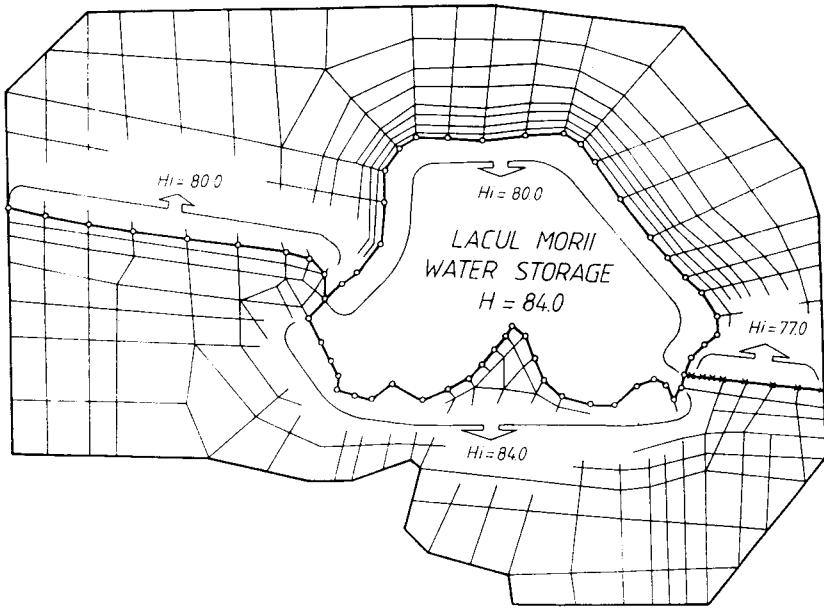 Hi = 80.0
Hi = 80.0
LACUL MORII
WATER STORAGE
H = 84.0
Hi = 77.0
Hi = 84.0